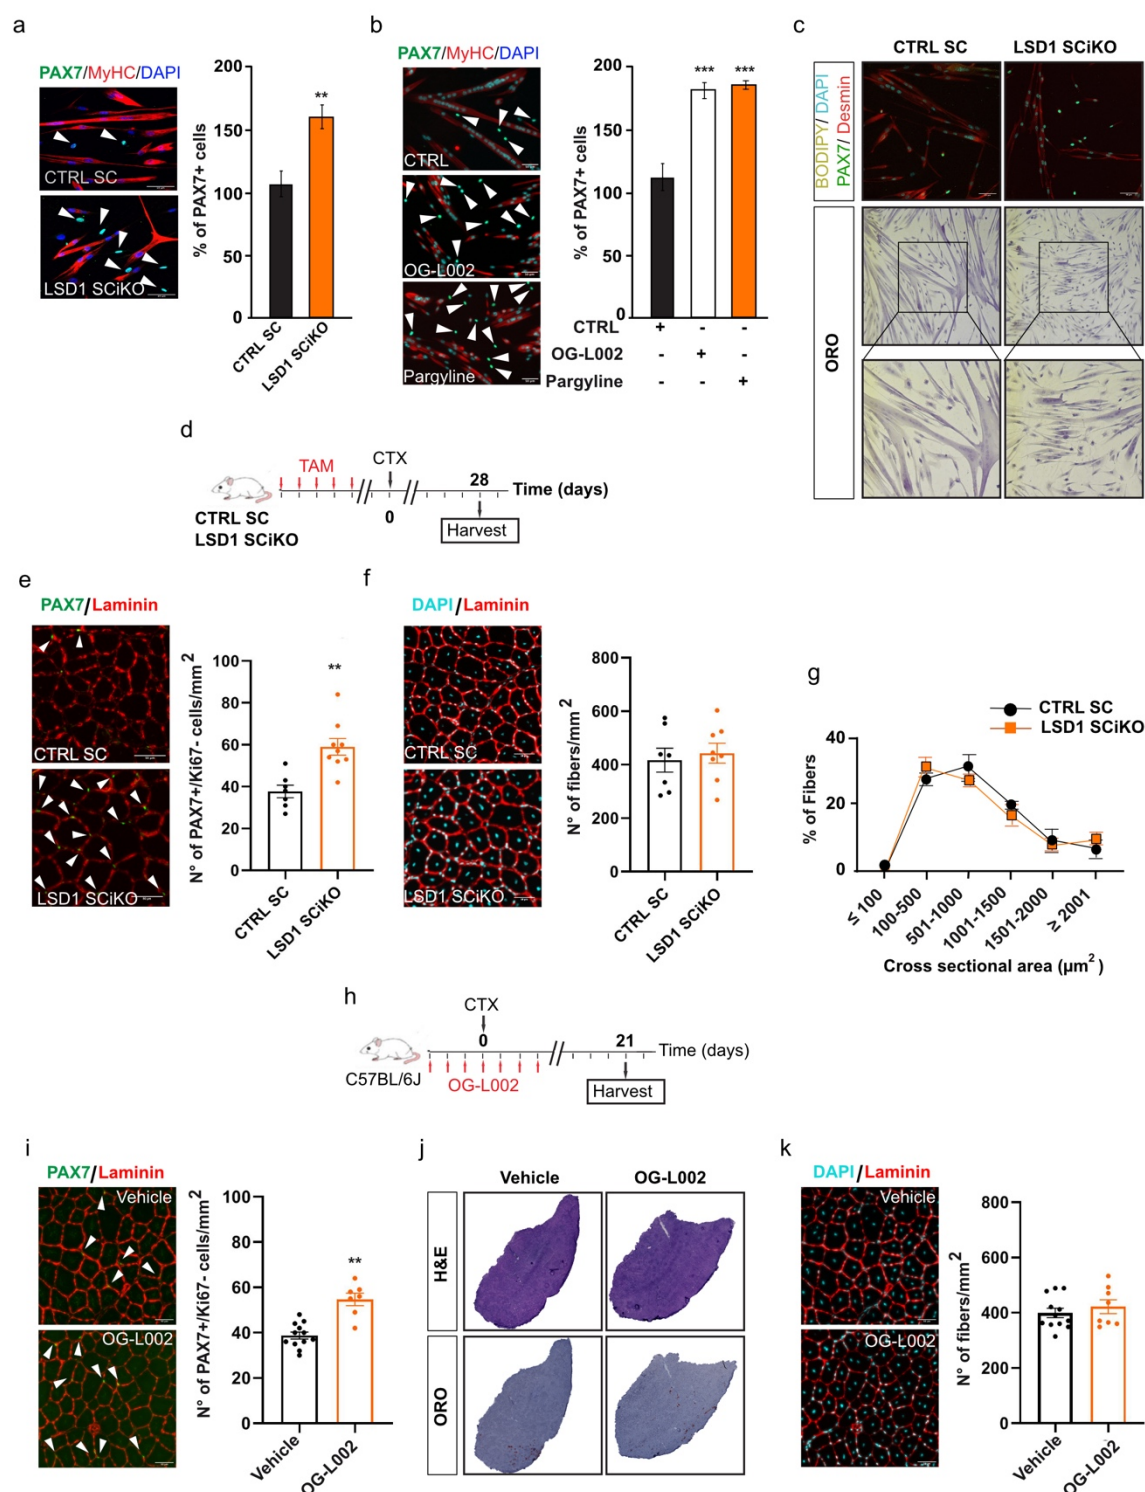 a
PAX7/MyHC/DAPI
CTRL SC
LSD1 SCiKO
% of PAX7+ cells
200
150
100
50
0
**
CTRL SC
LSD1 SCiKO
b
PAX7/MyHC/DAPI
CTRL
OG-L002
Pargyline
% of PAX7+ cells
200
150
100
50
0
***
***
CTRL + - -
OG-L002 - + -
Pargyline - - +
c
CTRL SC
LSD1 SCiKO
BODIPY/ DAPI
PAX7/ Desmin
ORO
d
TAM
CTX
0
28
Time (days)
Harvest
CTRL SC
LSD1 SCiKO
e
PAX7/Laminin
CTRL SC
LSD1 SCiKO
N° of PAX7+/Ki67- cells/mm²
100
80
60
40
20
0
**
CTRL SC
LSD1 SCiKO
f
DAPI/Laminin
CTRL SC
LSD1 SCiKO
N° of fibers/mm²
800
600
400
200
0
CTRL SC
LSD1 SCiKO
g
CTRL SC
LSD1 SCiKO
% of Fibers
40
20
0
≤ 100
100-500
501-1000
1001-1500
1501-2000
≥ 2001
Cross sectional area (µm²)
h
CTX
0
21
Time (days)
C57BL/6J
OG-L002
Harvest
i
PAX7/Laminin
Vehicle
OG-L002
N° of PAX7+/Ki67- cells/mm²
100
80
60
40
20
0
**
Vehicle
OG-L002
j
Vehicle
OG-L002
H&E
ORO
k
DAPI/Laminin
Vehicle
OG-L002
N° of fibers/mm²
800
600
400
200
0
Vehicle
OG-L002